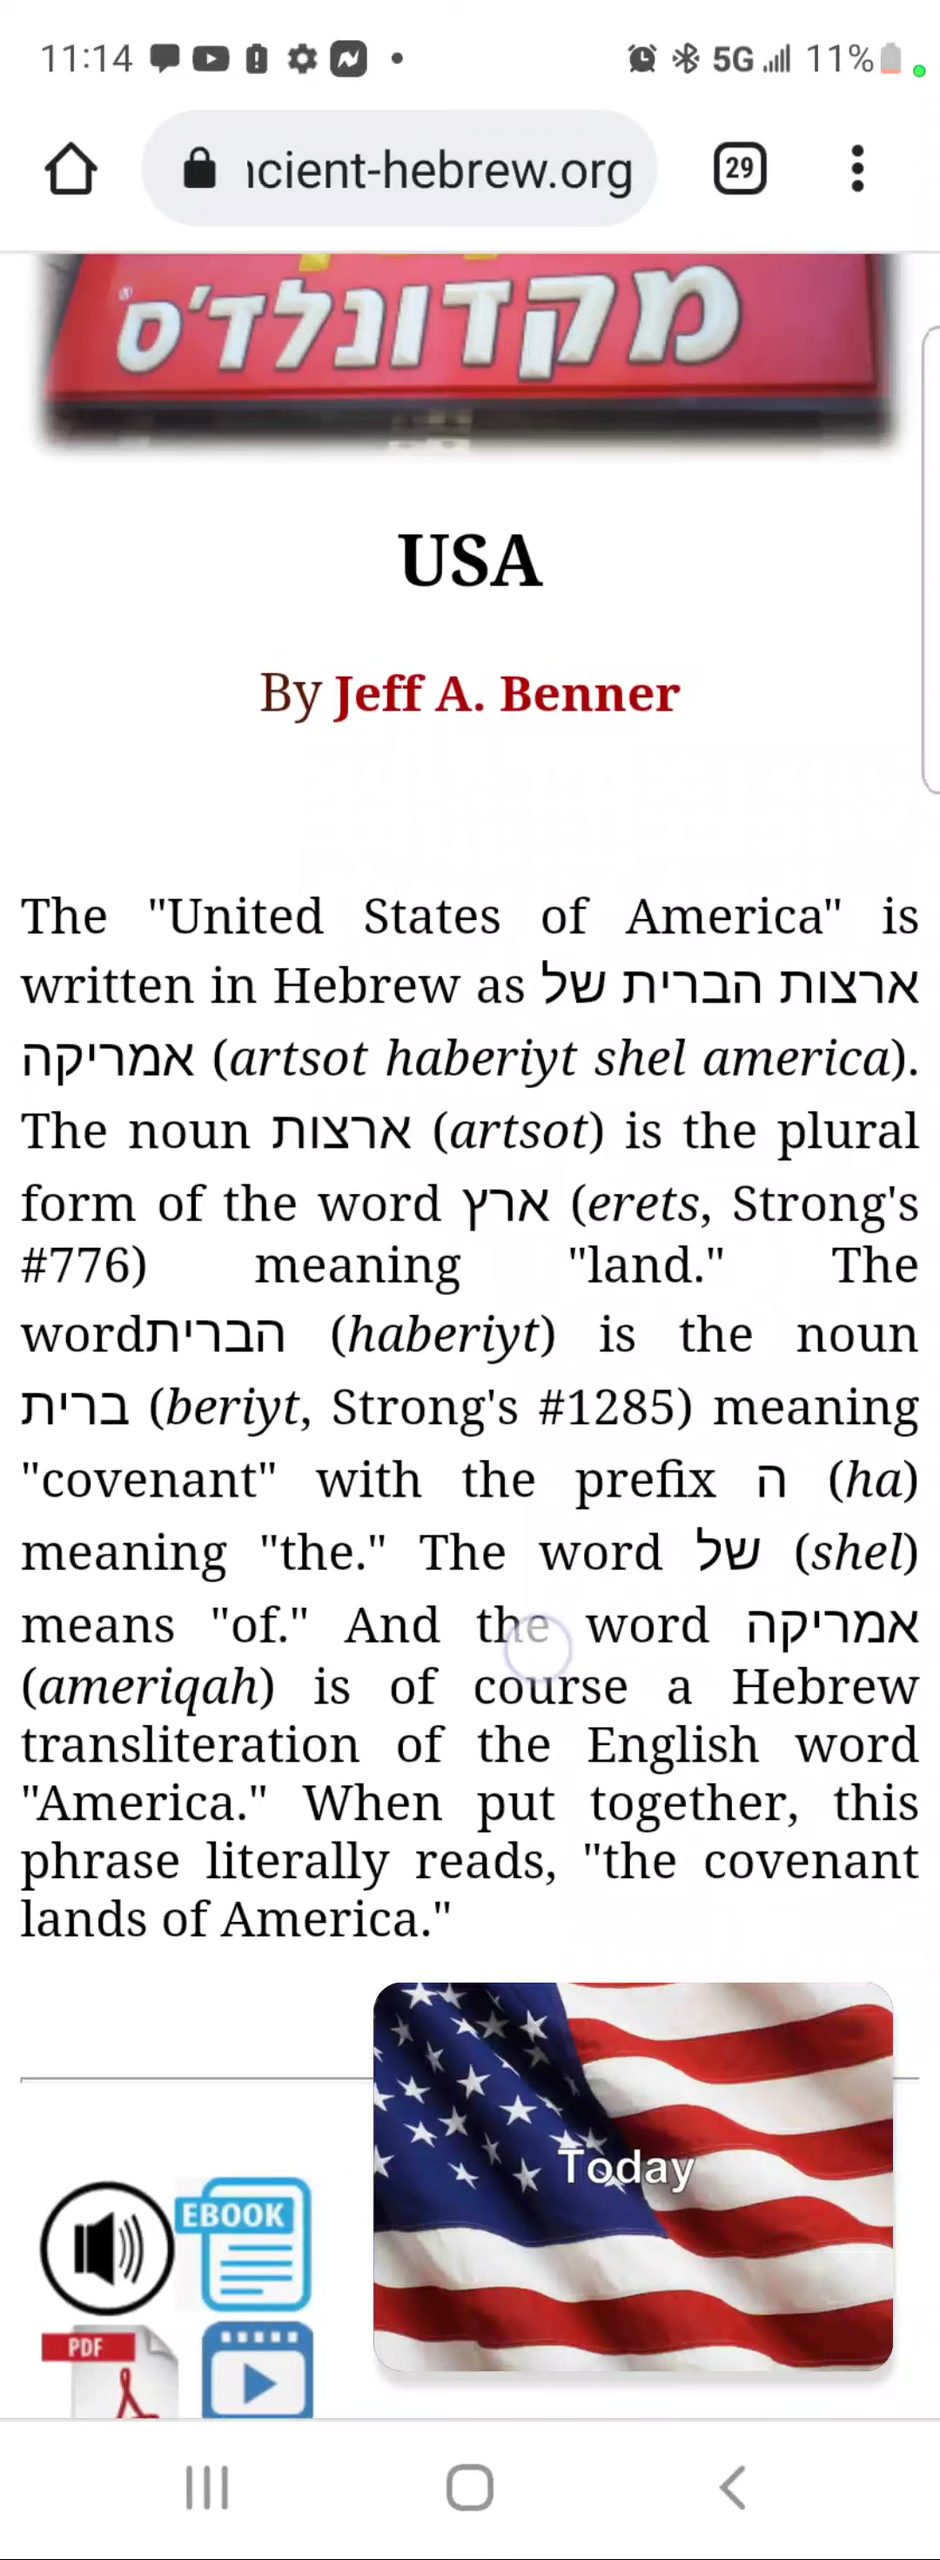 11:14
5G
11%
ncient-hebrew.org
29
מקדונלד'ס
®
USA
By Jeff A. Benner
The "United States of America" is
written in Hebrew as ארצות הברית של
אמריקה (artsot haberiyt shel america).
The noun ארצות (artsot) is the plural
form of the word ארץ (erets, Strong's
#776) meaning "land." The
wordהברית (haberiyt) is the noun
ברית (beriyt, Strong's #1285) meaning
"covenant" with the prefix ה (ha)
meaning "the." The word של (shel)
means "of." And the word אמריקה
(ameriqah) is of course a Hebrew
transliteration of the English word
"America." When put together, this
phrase literally reads, "the covenant
lands of America."
Today
EBOOK
PDF